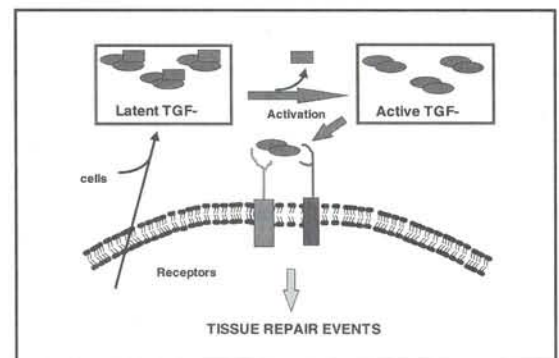 Latent TGF-
Activation
Active TGF-
cells
Receptors
TISSUE REPAIR EVENTS